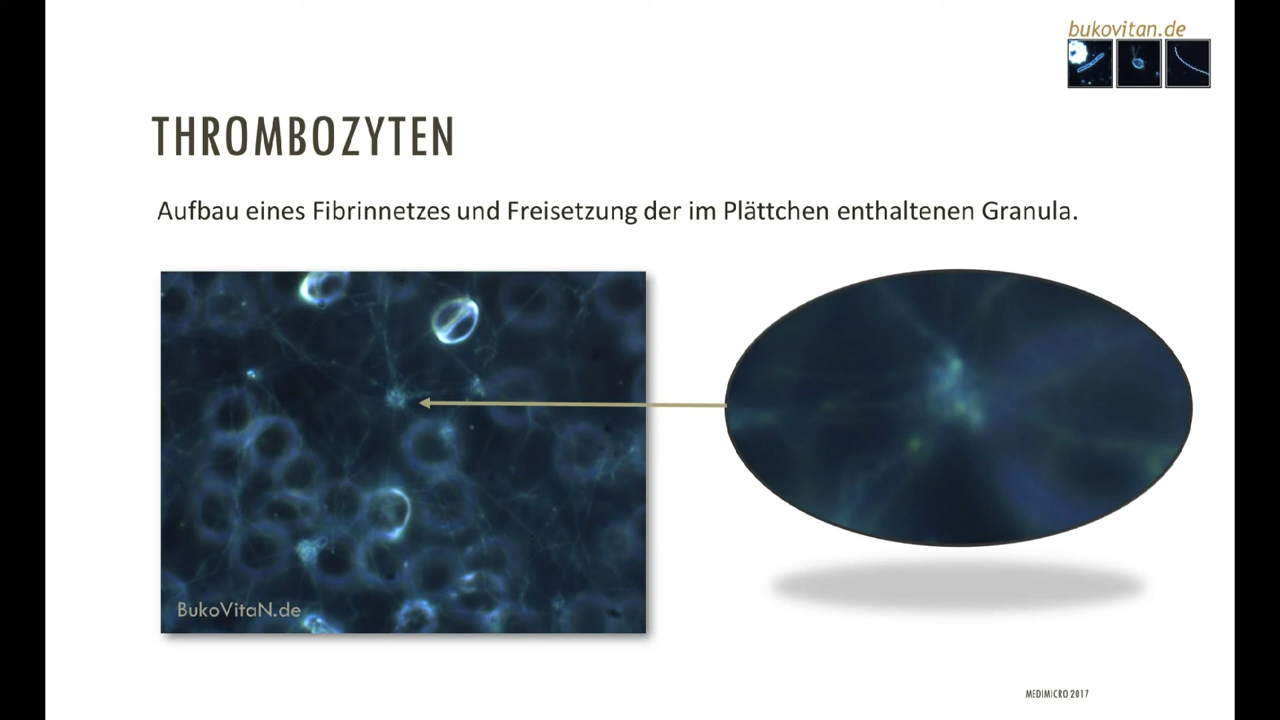 bukovitan.de
THROMBOZYTEN
Aufbau eines Fibrinnetzes und Freisetzung der im Plättchen enthaltenen Granula.
BukoVitaN.de
MEDIMICRO 2017